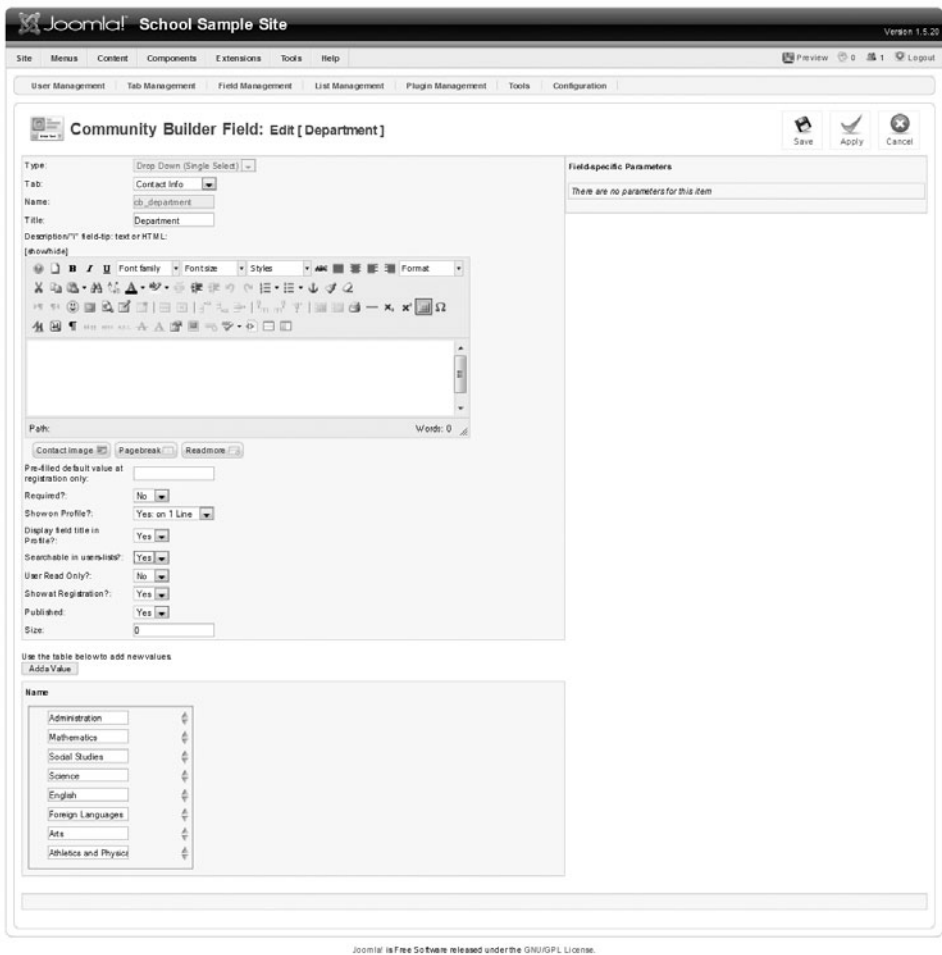 Joomla! School Sample Site
Version 1.5.20
Site Menus Content Components Extensions Tools Help Preview 0 1 Logout
User Management Tab Management Field Management List Management Plugin Management Tools Configuration
Community Builder Field: Edit [ Department ]
Save Apply Cancel
Type: Drop Down (Single Select)
Field-specific Parameters
Tab: Contact Info
There are no parameters for this item
Name: cb_department
Title: Department
Description/"i" field-tip: text or HTML:
[show/hide]
B I U Font family Font size Styles ABC Format
Path: Words: 0
Contact Image Pagebreak Readmore
Pre-filled default value at
registration only:
Required?: No
Show on Profile?: Yes: on 1 Line
Display field title in
Profile?: Yes
Searchable in users-lists?: Yes
User Read Only?: No
Show at Registration?: Yes
Published: Yes
Size: 0
Use the table below to add new values.
Add a Value
Name
Administration
Mathematics
Social Studies
Science
English
Foreign Languages
Arts
Athletics and Physica
Joomla! is Free Software released under the GNU/GPL License.